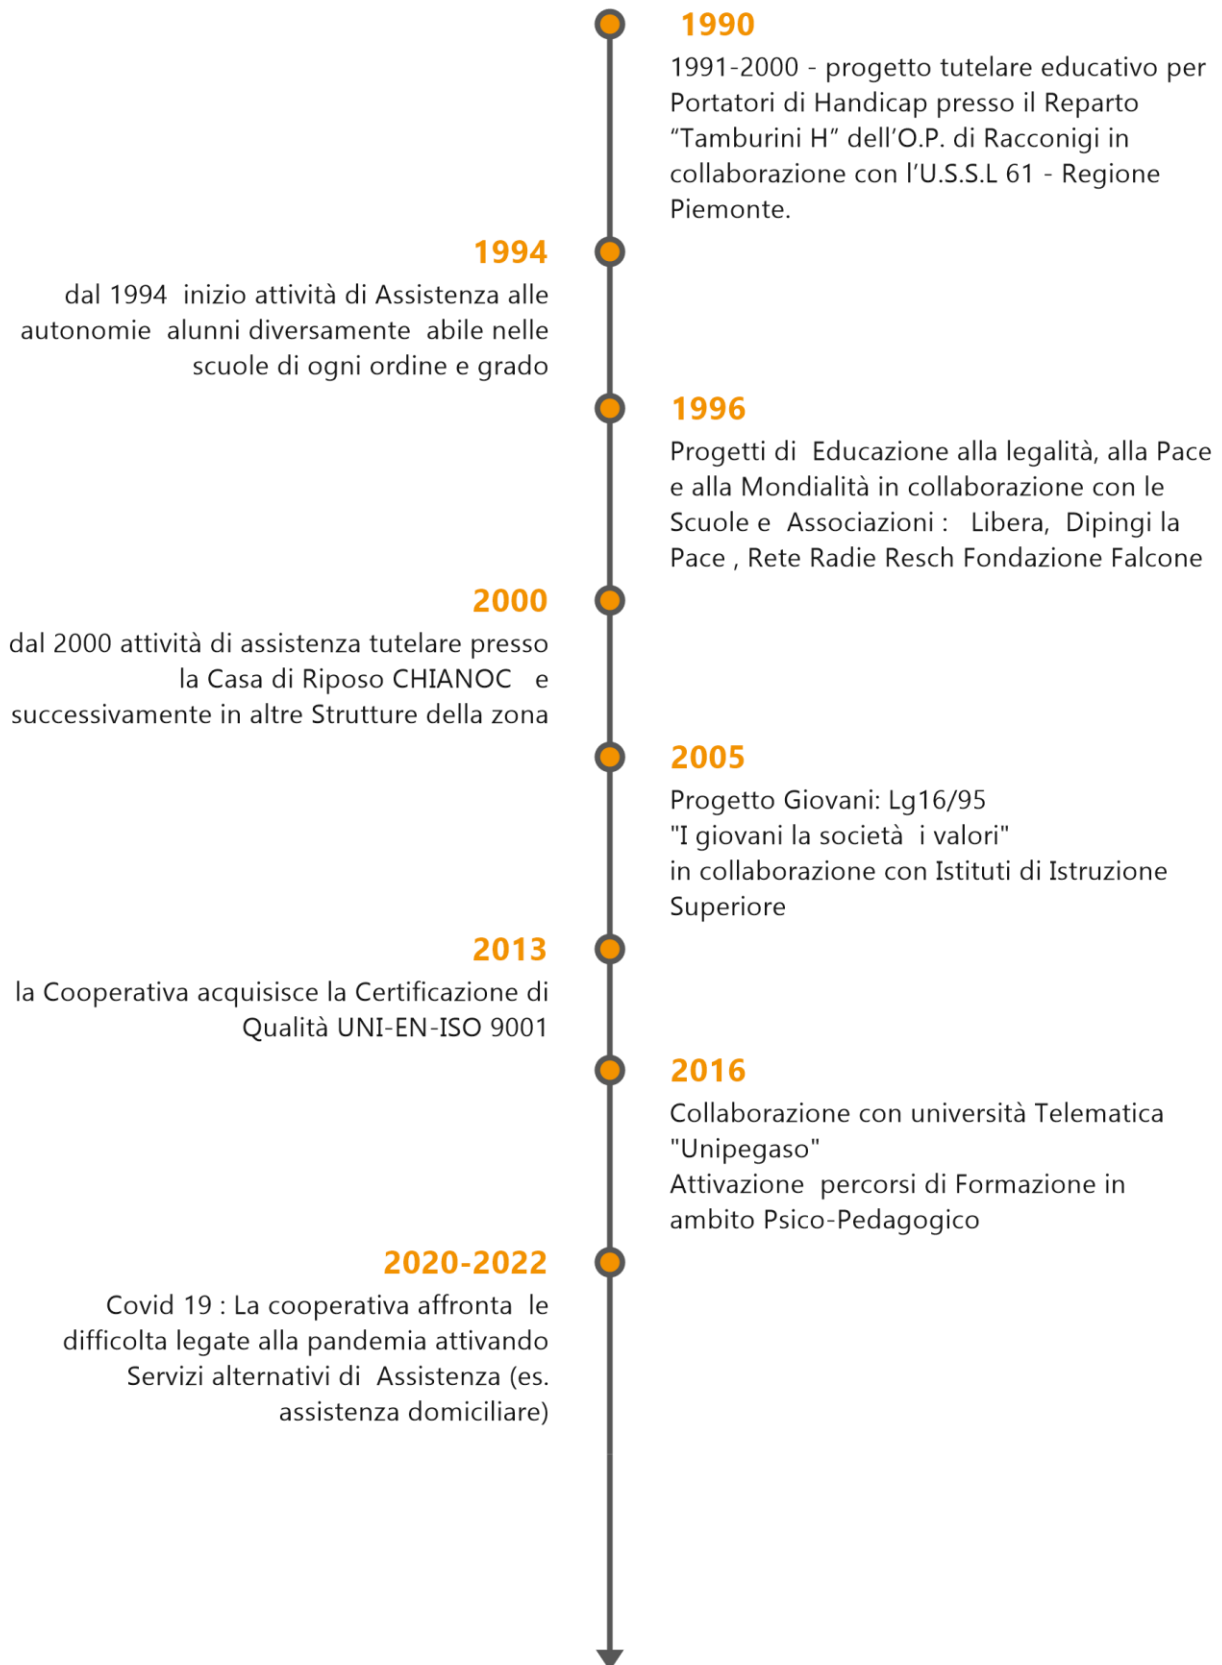 1990
1991-2000 - progetto tutelare educativo per
Portatori di Handicap presso il Reparto
“Tamburini H” dell’O.P. di Racconigi in
collaborazione con l’U.S.S.L 61 - Regione
Piemonte.
1994
dal 1994  inizio attività di Assistenza alle
autonomie  alunni diversamente  abile nelle
scuole di ogni ordine e grado
1996
Progetti di  Educazione alla legalità, alla Pace
e alla Mondialità in collaborazione con le
Scuole e  Associazioni :   Libera,  Dipingi la
Pace , Rete Radie Resch Fondazione Falcone
2000
dal 2000 attività di assistenza tutelare presso
la Casa di Riposo CHIANOC   e
successivamente in altre Strutture della zona
2005
Progetto Giovani: Lg16/95
"I giovani la società  i valori"
in collaborazione con Istituti di Istruzione
Superiore
2013
la Cooperativa acquisisce la Certificazione di
Qualità UNI-EN-ISO 9001
2016
Collaborazione con università Telematica
"Unipegaso"
Attivazione  percorsi di Formazione in
ambito Psico-Pedagogico
2020-2022
Covid 19 : La cooperativa affronta  le
difficolta legate alla pandemia attivando
Servizi alternativi di  Assistenza (es.
assistenza domiciliare)